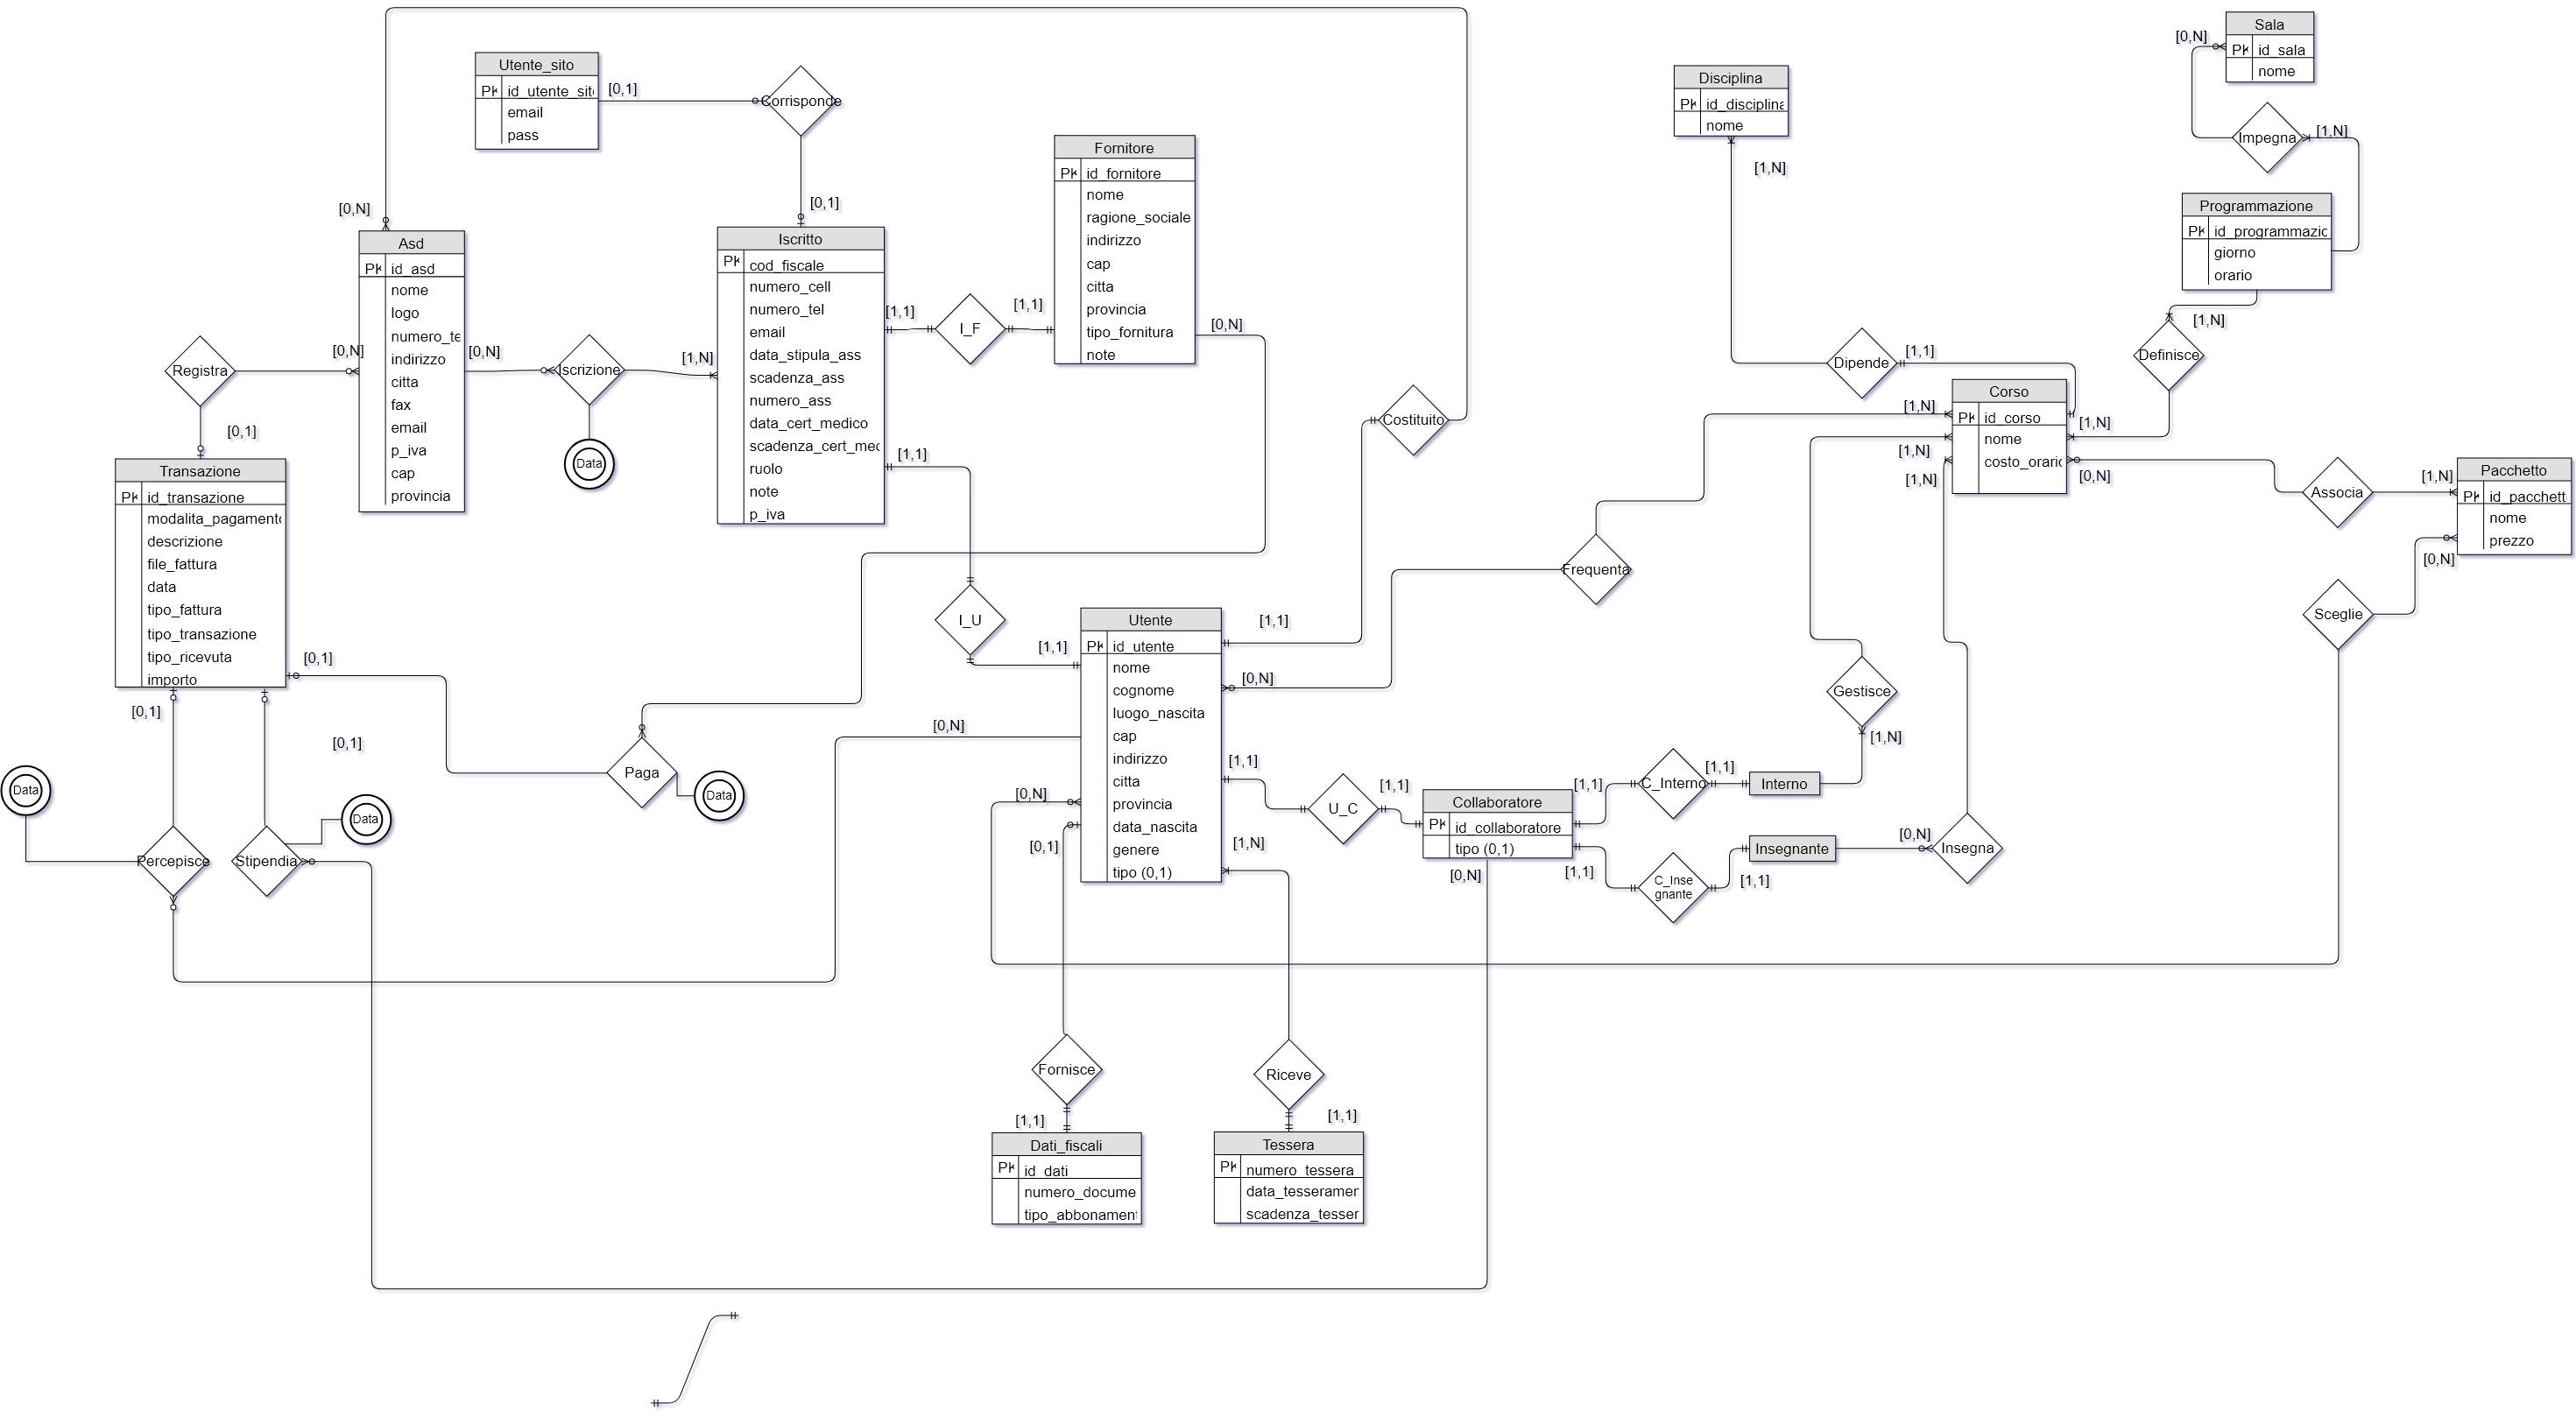 Utente_sito
PK id_utente_sit
email
pass
[0,1]
Corrisponde
[0,1]
Fornitore
PK id_fornitore
nome
ragione_sociale
indirizzo
cap
citta
provincia
tipo_fornitura
note
[0,N]
Disciplina
PK id_disciplina
nome
[1,N]
Sala
PK id_sala
nome
[0,N]
Impegna
[1,N]
Programmazione
PK id_programmazic
giorno
orario
[1,N]
Definisce
[1,N]
[0,N]
Asd
PK id_asd
nome
logo
numero_te
indirizzo
citta
fax
email
p_iva
cap
provincia
[0,N]
Registra
[0,1]
[0,N]
Iscrizione
Data
[1,N]
Iscritto
PK cod_fiscale
numero_cell
numero_tel
email
data_stipula_ass
scadenza_ass
numero_ass
data_cert_medico
scadenza_cert_med
ruolo
note
p_iva
[1,1]
I_F
[1,1]
[1,1]
I_U
[1,1]
Costituito
[1,1]
Dipende
[1,1]
Corso
PK id_corso
nome
costo_orario
[1,N]
[1,N]
[1,N]
[0,N]
Associa
[1,N]
Pacchetto
PK id_pacchett
nome
prezzo
[0,N]
Sceglie
Frequenta
[0,N]
Transazione
PK id_transazione
modalita_pagamento
descrizione
file_fattura
data
tipo_fattura
tipo_transazione
tipo_ricevuta
importo
[0,1]
[0,1]
[0,1]
Paga
Data
Data
Data
Percepisce
Stipendia
[0,N]
Utente
PK id_utente
nome
cognome
luogo_nascita
cap
indirizzo
citta
provincia
data_nascita
genere
tipo (0,1)
[0,N]
[0,1]
[1,N]
[1,1]
U_C
[1,1]
Collaboratore
PK id_collaboratore
tipo (0,1)
[0,N]
[1,1]
C_Interno
[1,1]
Interno
Gestisce
[1,N]
[1,1]
C_Inse
gnante
[1,1]
Insegnante
[0,N]
Insegna
Fornisce
[1,1]
Dati_fiscali
PK id_dati
numero_docume
tipo_abbonament
Riceve
[1,1]
Tessera
PK numero_tessera
data_tesseramer
scadenza_tesser